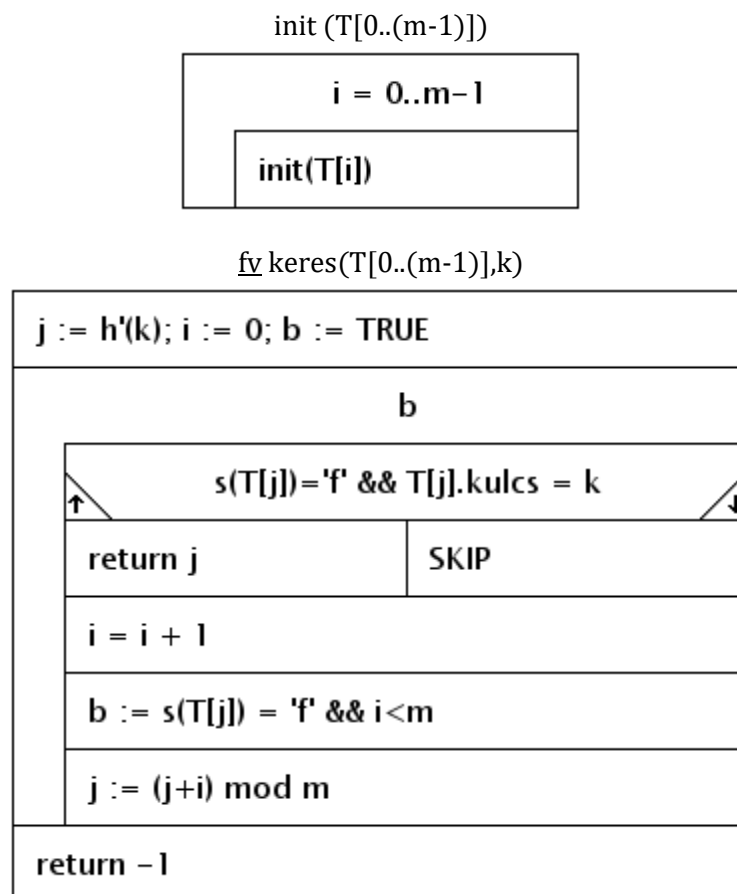 init (T[0..(m-1)])
i = 0..m-1
init(T[i])
fv keres(T[0..(m-1)],k)
j := h'(k); i := 0; b := TRUE
b
s(T[j])='f' && T[j].kulcs = k
return j
SKIP
i = i + 1
b := s(T[j]) = 'f' && i<m
j := (j+i) mod m
return -1